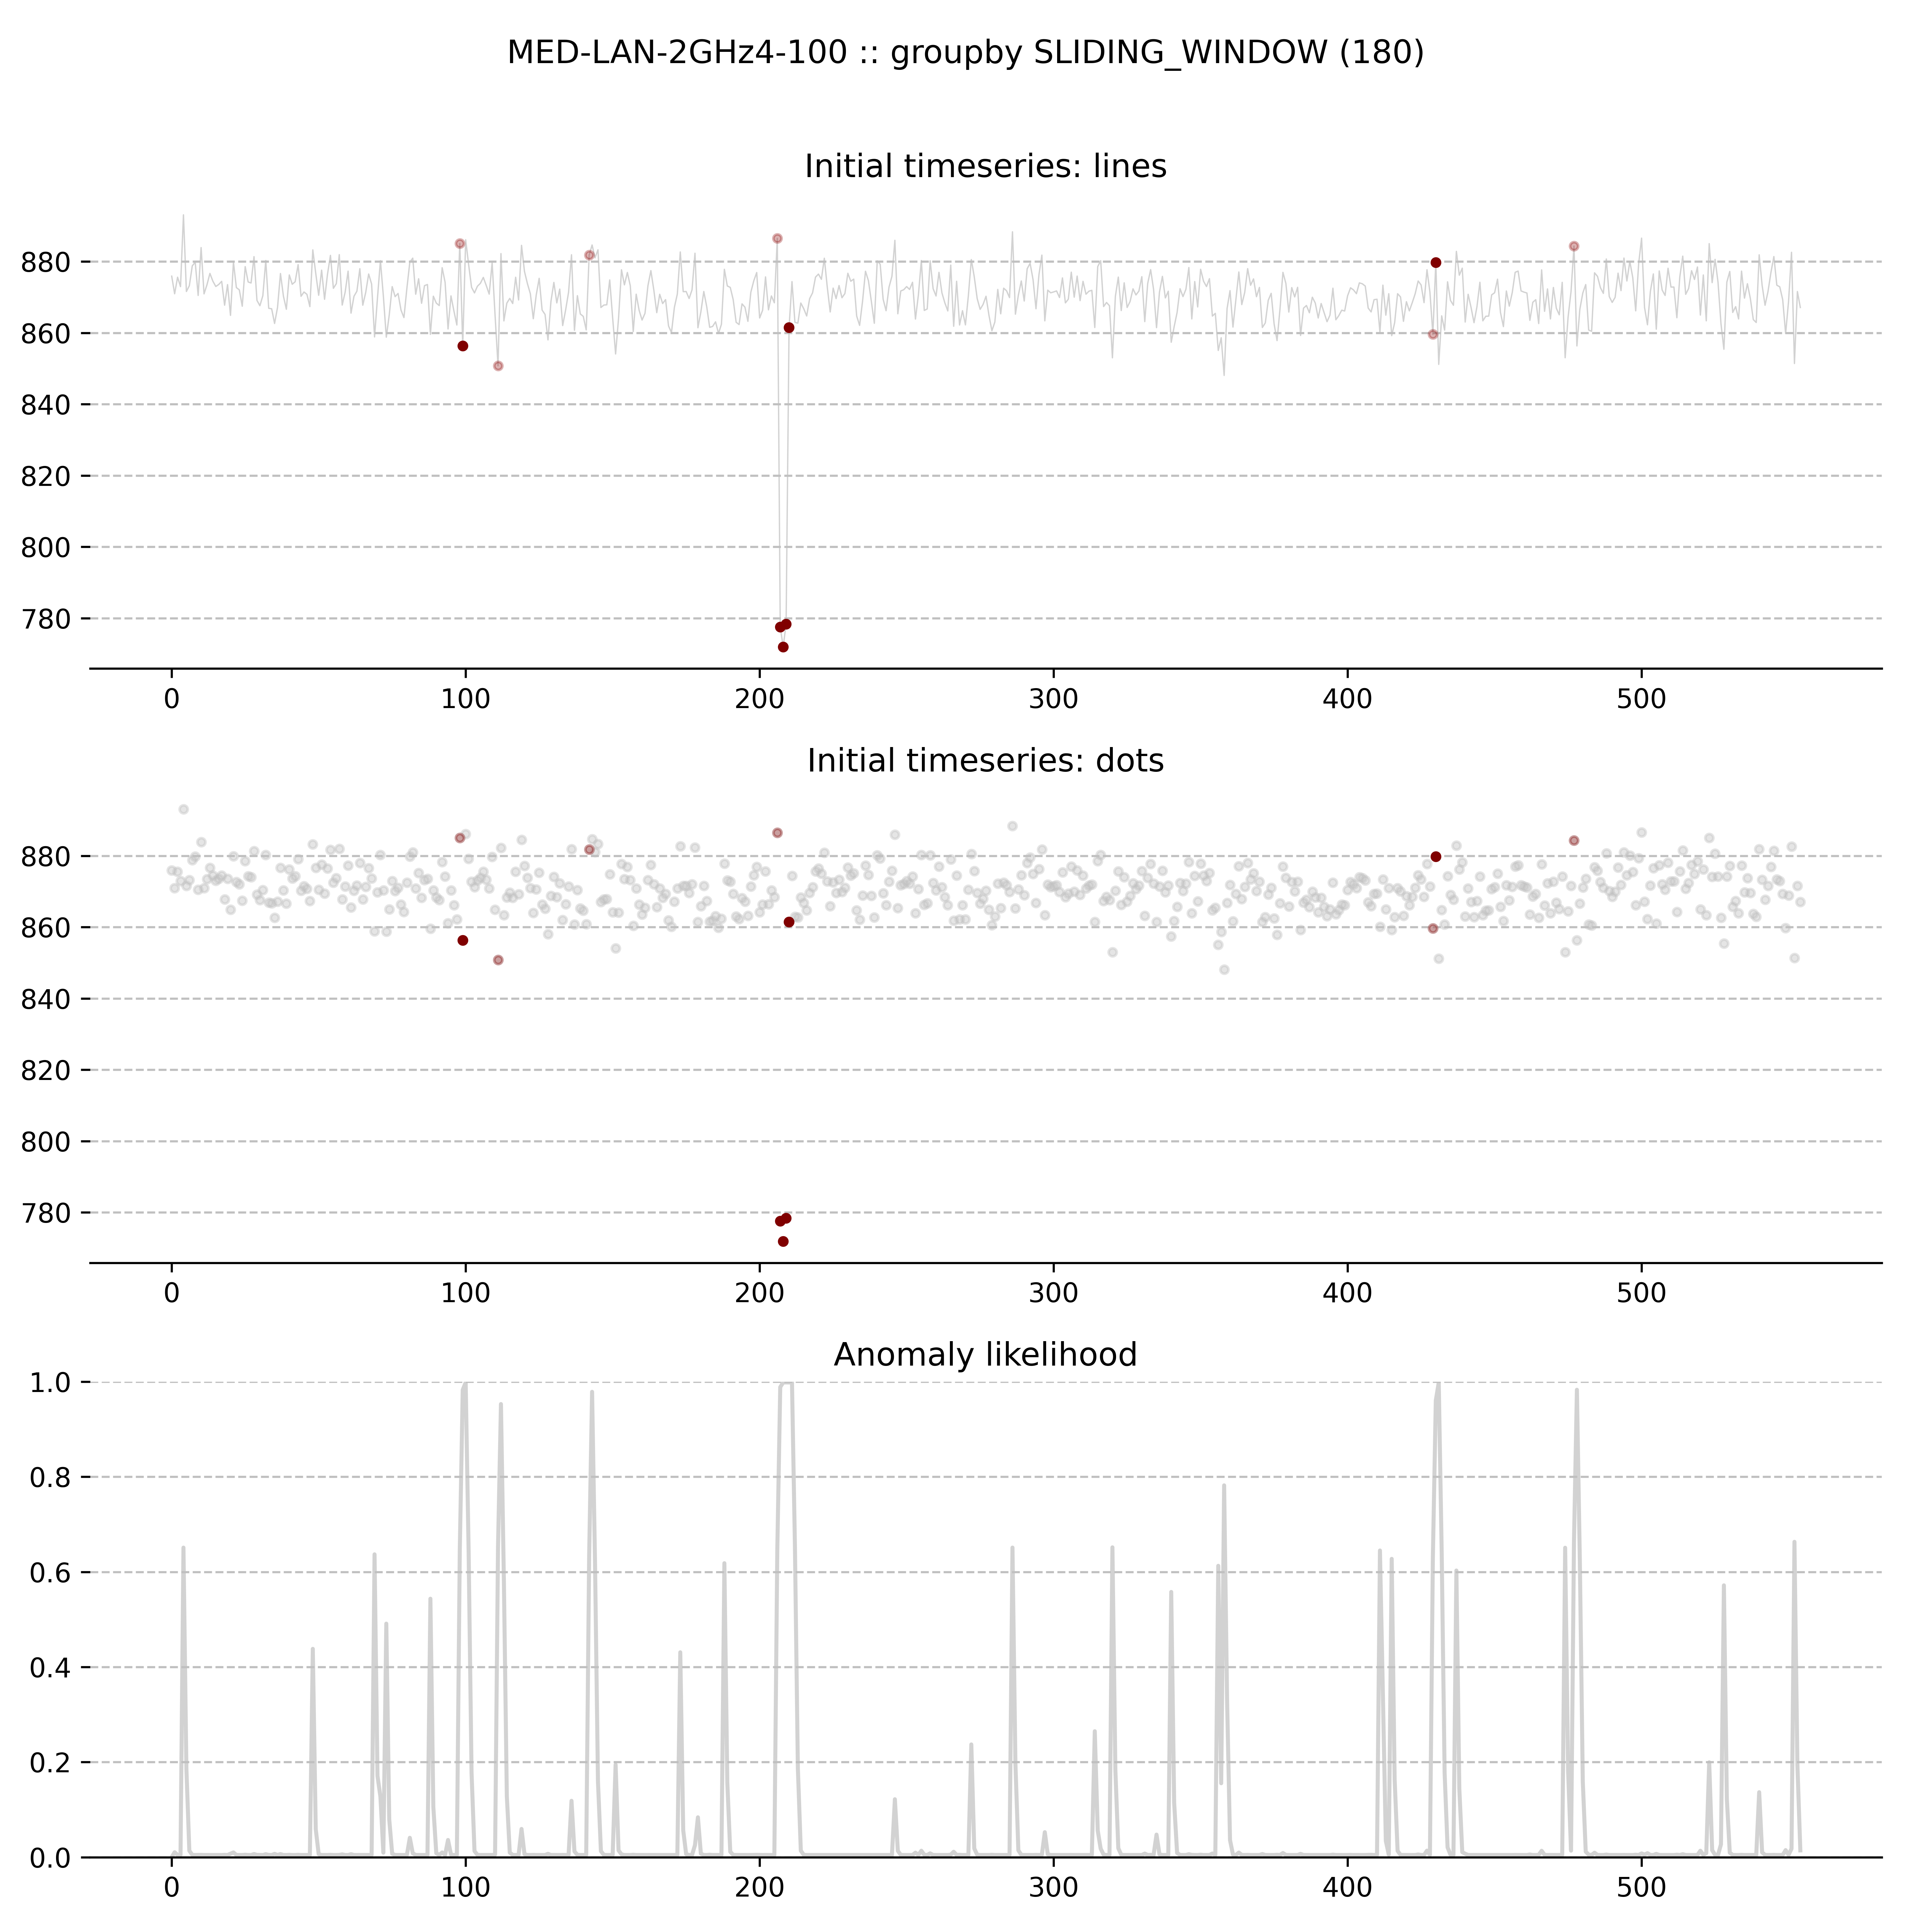 MED-LAN-2GHz4-100 :: groupby SLIDING_WINDOW (180)
Initial timeseries: lines
880
860
840
820
800
780
0 100 200 300 400 500
Initial timeseries: dots
880
860
840
820
800
780
0 100 200 300 400 500
Anomaly likelihood
1.0
0.8
0.6
0.4
0.2
0.0
0 100 200 300 400 500